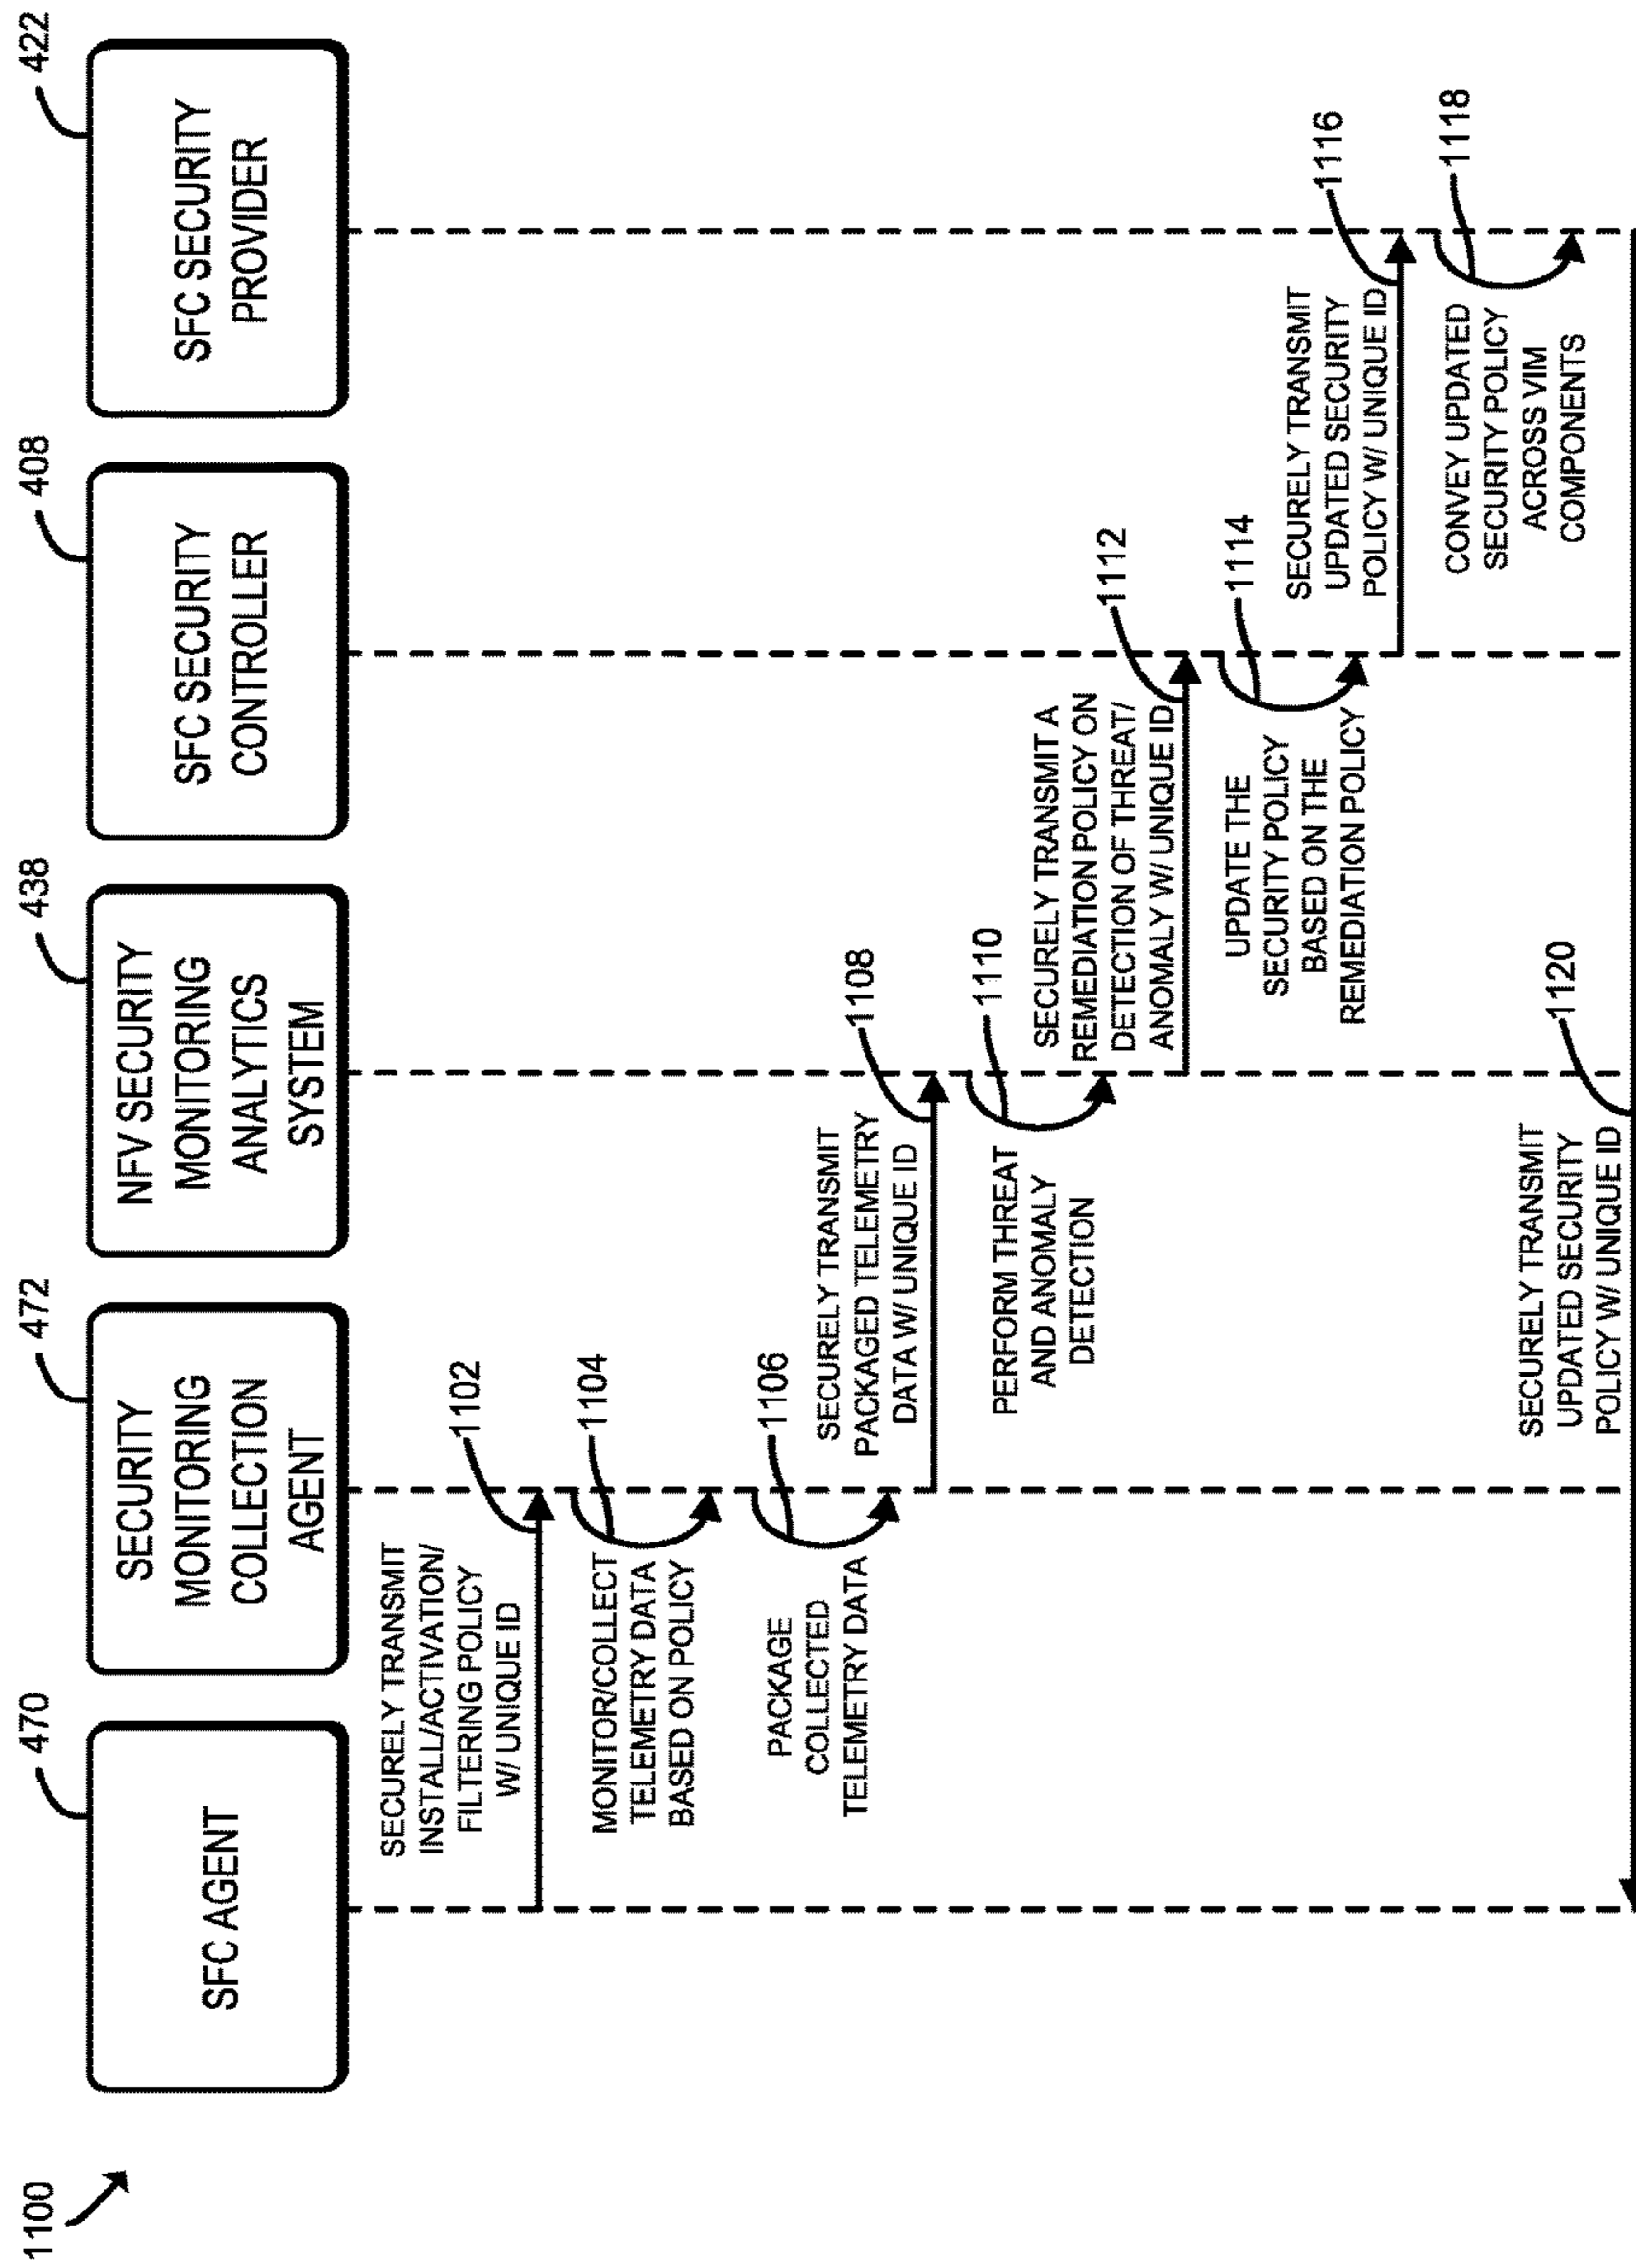 1100
470
472
438
408
422
SFC AGENT
SECURITY
MONITORING
COLLECTION
AGENT
NFV SECURITY
MONITORING
ANALYTICS
SYSTEM
SFC SECURITY
CONTROLLER
SFC SECURITY
PROVIDER
SECURELY TRANSMIT
INSTALL/ACTIVATION/
FILTERING POLICY
W/ UNIQUE ID
1102
MONITOR/COLLECT
TELEMETRY DATA
BASED ON POLICY
1104
PACKAGE
COLLECTED
TELEMETRY DATA
1106
SECURELY TRANSMIT
PACKAGED TELEMETRY
DATA W/ UNIQUE ID
1108
PERFORM THREAT
AND ANOMALY
DETECTION
1110
SECURELY TRANSMIT A
REMEDIATION POLICY ON
DETECTION OF THREAT/
ANOMALY W/ UNIQUE ID
1112
UPDATE THE
SECURITY POLICY
BASED ON THE
REMEDIATION POLICY
1114
SECURELY TRANSMIT
UPDATED SECURITY
POLICY W/ UNIQUE ID
1116
CONVEY UPDATED
SECURITY POLICY
ACROSS VIM
COMPONENTS
1118
SECURELY TRANSMIT
UPDATED SECURITY
POLICY W/ UNIQUE ID
1120